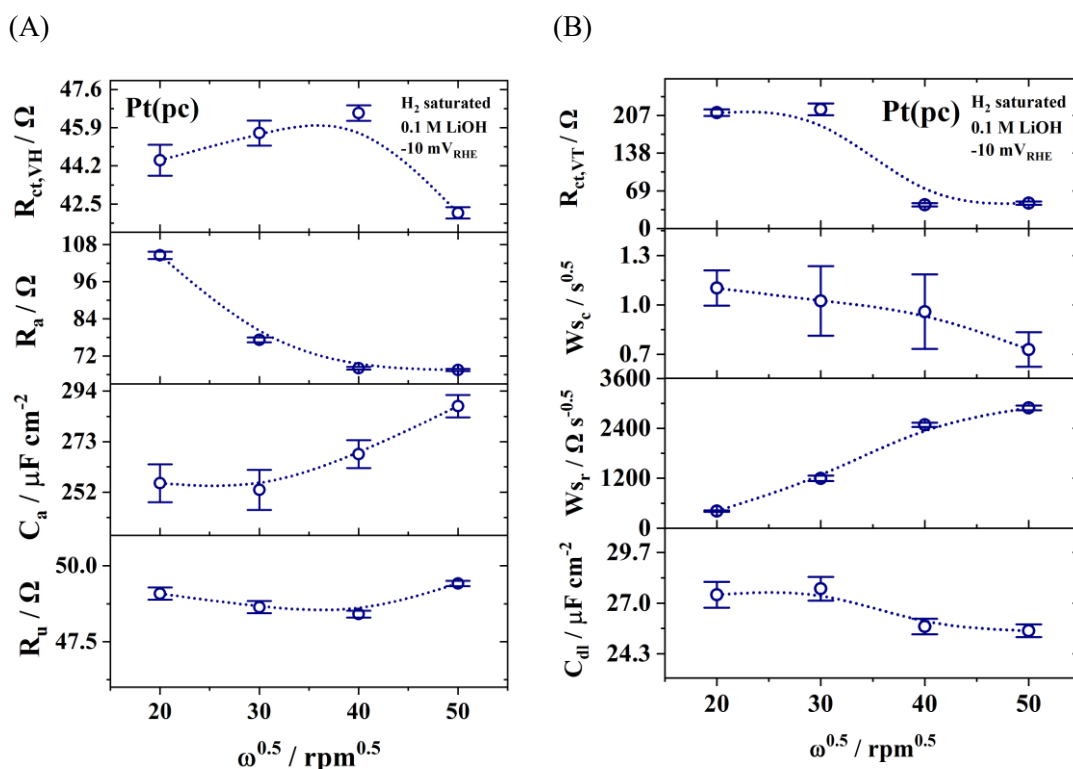 (A)
(B)
Pt(pc)
H2 saturated
0.1 M LiOH
-10 mVRHE
Rct,VH / Ω
47.6
45.9
44.2
42.5
Ra / Ω
108
96
84
72
Ca / μF cm-2
294
273
252
Ru / Ω
50.0
47.5
20 30 40 50
ω0.5 / rpm0.5
Pt(pc)
H2 saturated
0.1 M LiOH
-10 mVRHE
Rct,VT / Ω
207
138
69
0
Wsc / s0.5
1.3
1.0
0.7
Wsr / Ω s-0.5
3600
2400
1200
0
Cdl / μF cm-2
29.7
27.0
24.3
20 30 40 50
ω0.5 / rpm0.5